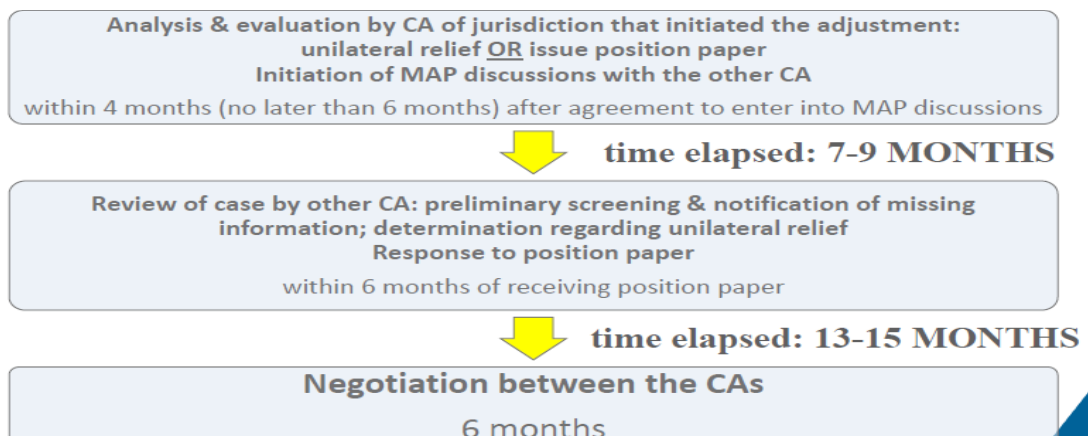 Analysis & evaluation by CA of jurisdiction that initiated the adjustment:
unilateral relief OR issue position paper
Initiation of MAP discussions with the other CA
within 4 months (no later than 6 months) after agreement to enter into MAP discussions
time elapsed: 7-9 MONTHS
Review of case by other CA: preliminary screening & notification of missing
information; determination regarding unilateral relief
Response to position paper
within 6 months of receiving position paper
time elapsed: 13-15 MONTHS
Negotiation between the CAs
6 months